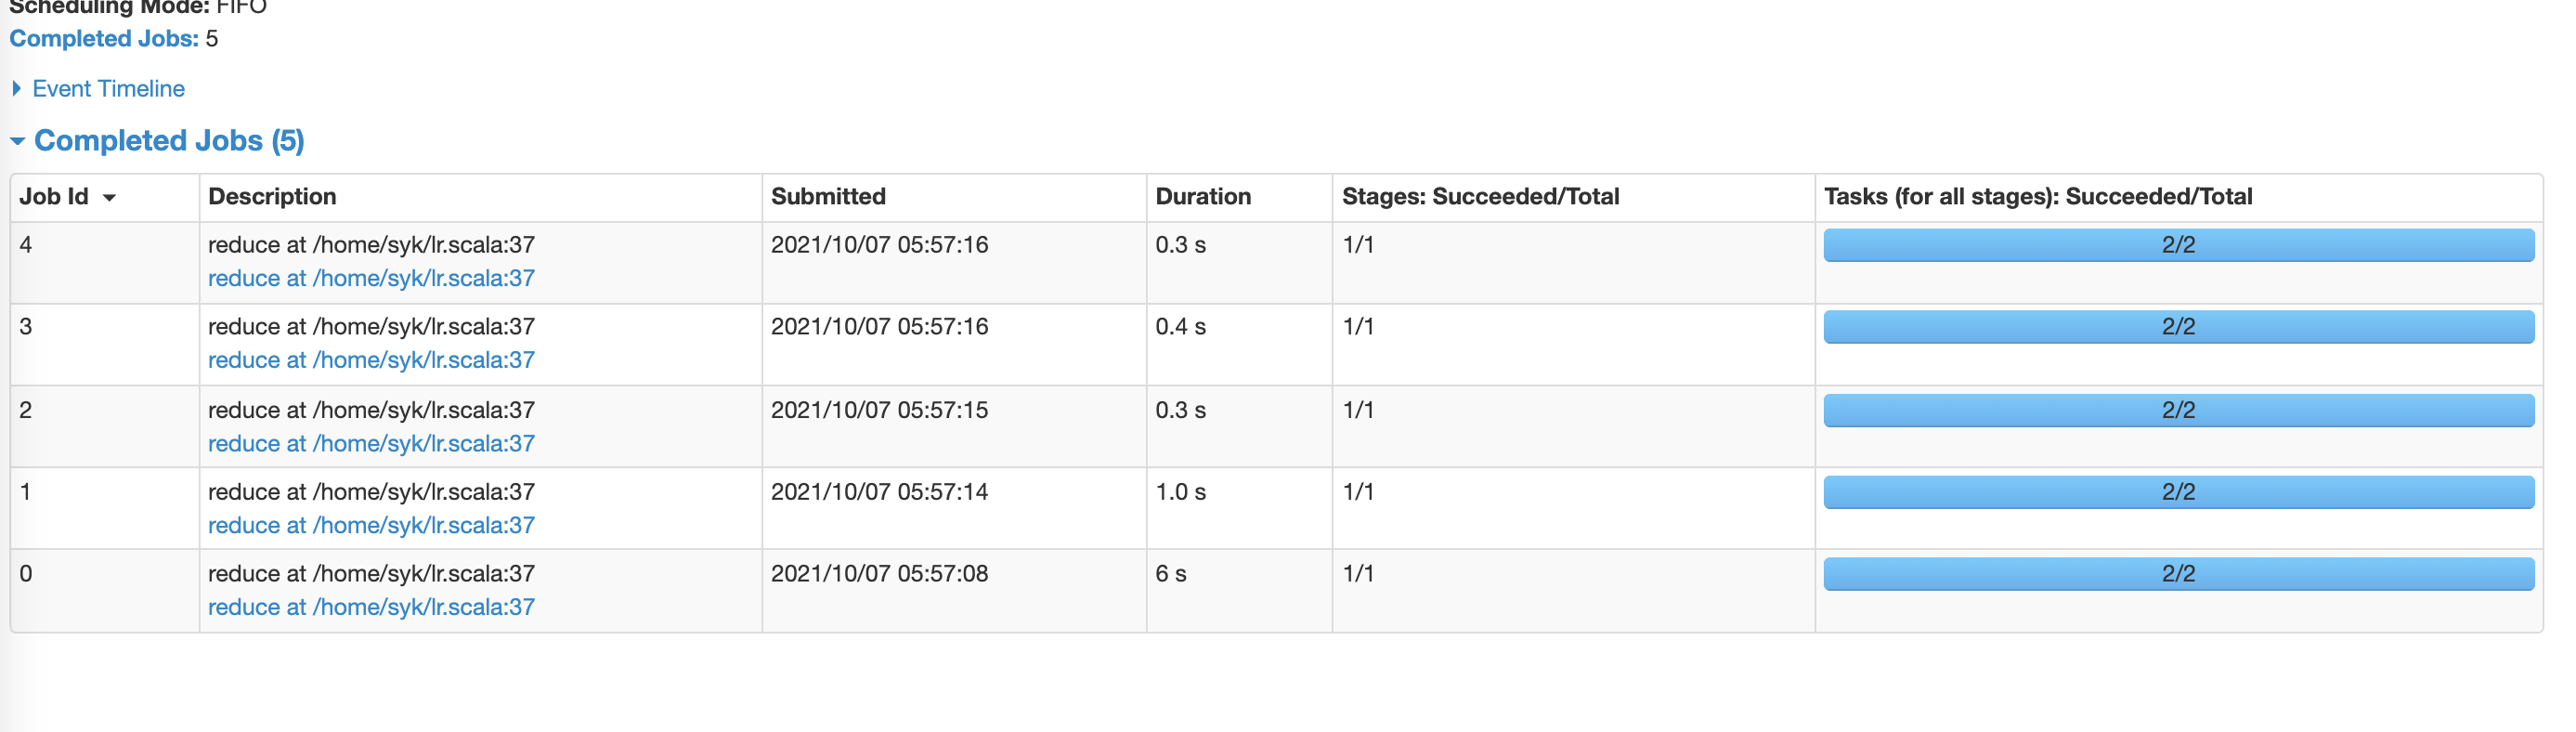 Scheduling Mode: FIFO
Completed Jobs: 5
Event Timeline
Completed Jobs (5)
Job Id Description Submitted Duration Stages: Succeeded/Total Tasks (for all stages): Succeeded/Total
4 reduce at /home/syk/lr.scala:37 2021/10/07 05:57:16 0.3 s 1/1 2/2
reduce at /home/syk/lr.scala:37
3 reduce at /home/syk/lr.scala:37 2021/10/07 05:57:16 0.4 s 1/1 2/2
reduce at /home/syk/lr.scala:37
2 reduce at /home/syk/lr.scala:37 2021/10/07 05:57:15 0.3 s 1/1 2/2
reduce at /home/syk/lr.scala:37
1 reduce at /home/syk/lr.scala:37 2021/10/07 05:57:14 1.0 s 1/1 2/2
reduce at /home/syk/lr.scala:37
0 reduce at /home/syk/lr.scala:37 2021/10/07 05:57:08 6 s 1/1 2/2
reduce at /home/syk/lr.scala:37